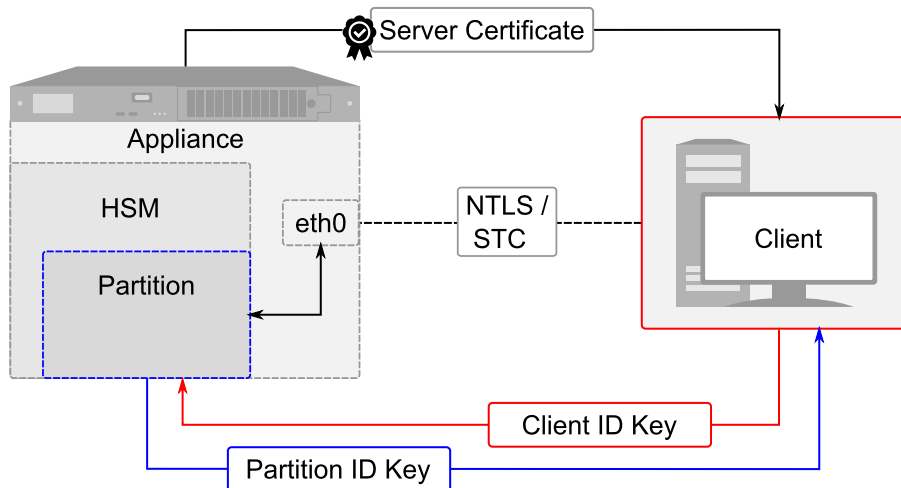 Server Certificate
Appliance
HSM
eth0
NTLS /
STC
Client
Partition
Client ID Key
Partition ID Key